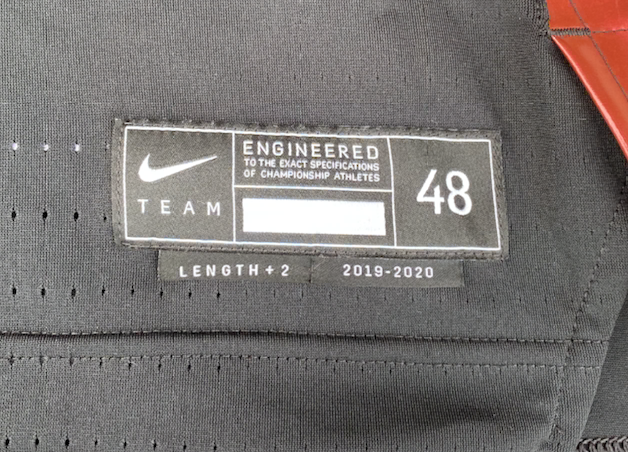 ENGINEERED
TO THE EXACT SPECIFICATIONS
OF CHAMPIONSHIP ATHLETES
TEAM
48
LENGTH + 2
2019-2020